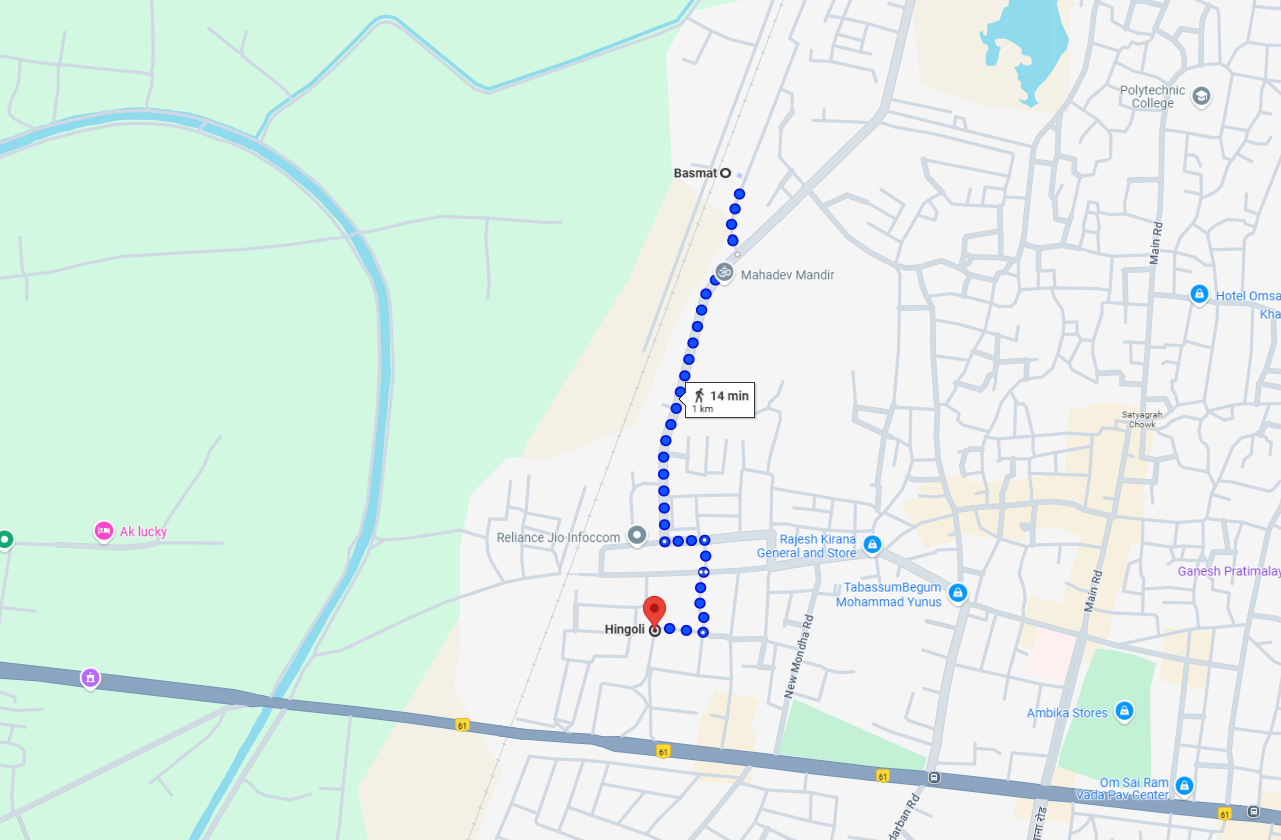 Polytechnic
College
Basmat
Main Rd
Mahadev Mandir
Hotel Omsa
Kha
14 min
1 km
Satyagrah
Chowk
Ak lucky
Reliance Jio Infoccom
Rajesh Kirana
General and Store
Ganesh Pratimalay
TabassumBegum
Mohammad Yunus
Main Rd
Hingoli
New Mondha Rd
Ambika Stores
61
61
61
Om Sai Ram
Vada Pav Center
61